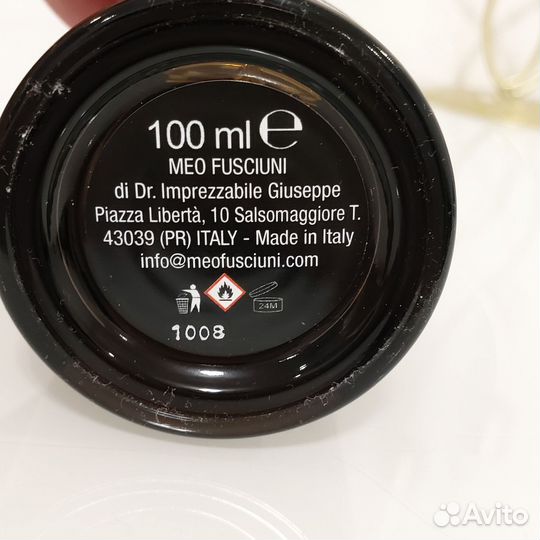 100 ml ℮
MEO FUSCIUNI
di Dr. Imprezzabile Giuseppe
Piazza Libertà, 10 Salsomaggiore T.
43039 (PR) ITALY - Made in Italy
info@meofusciuni.com
24M
1008
Avito